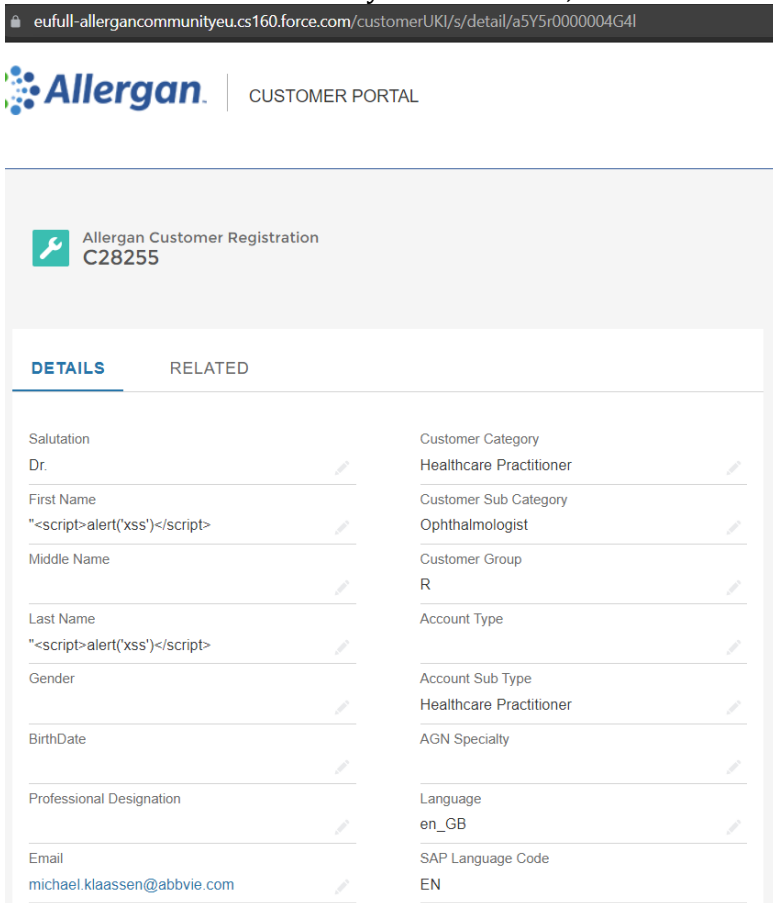 eufull-allergancommunityeu.cs160.force.com/customerUKI/s/detail/a5Y5r0000004G4l
Allergan. CUSTOMER PORTAL
Allergan Customer Registration
C28255
DETAILS RELATED
Salutation
Dr.
First Name
"<script>alert('xss')</script>
Middle Name
Last Name
"<script>alert('xss')</script>
Gender
BirthDate
Professional Designation
Email
michael.klaassen@abbvie.com
Customer Category
Healthcare Practitioner
Customer Sub Category
Ophthalmologist
Customer Group
R
Account Type
Account Sub Type
Healthcare Practitioner
AGN Specialty
Language
en_GB
SAP Language Code
EN